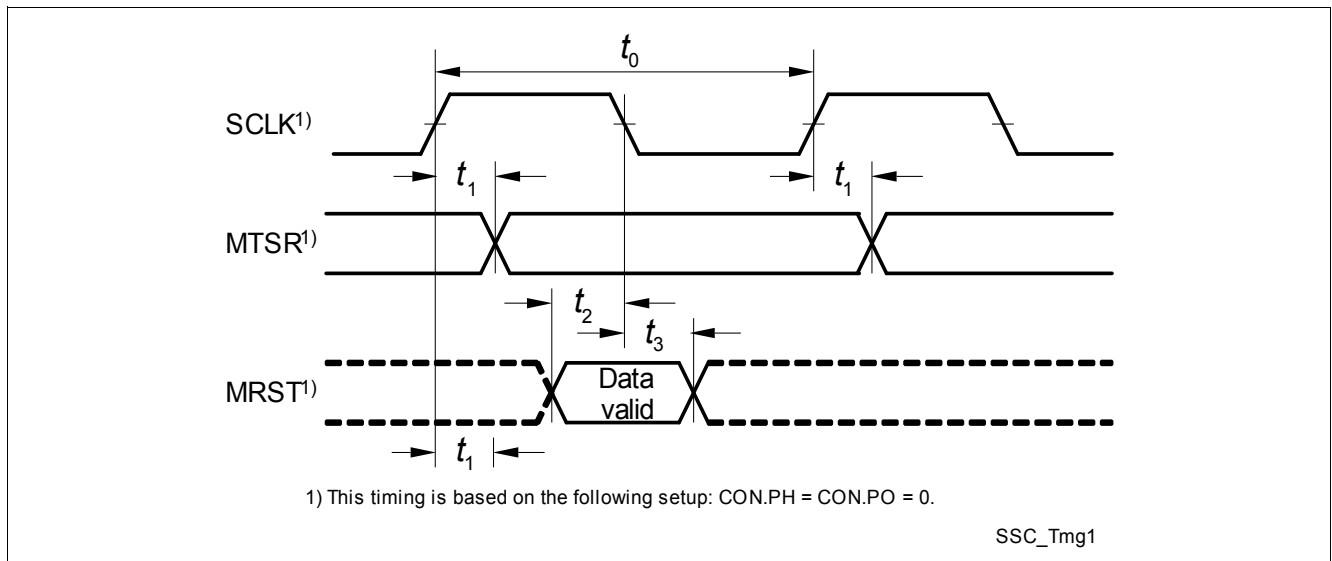 t0
SCLK1)
t1 t1
MTSR1)
t2
t3
MRST1) Data
valid
t1
1) This timing is based on the following setup: CON.PH = CON.PO = 0.
SSC_Tmg1